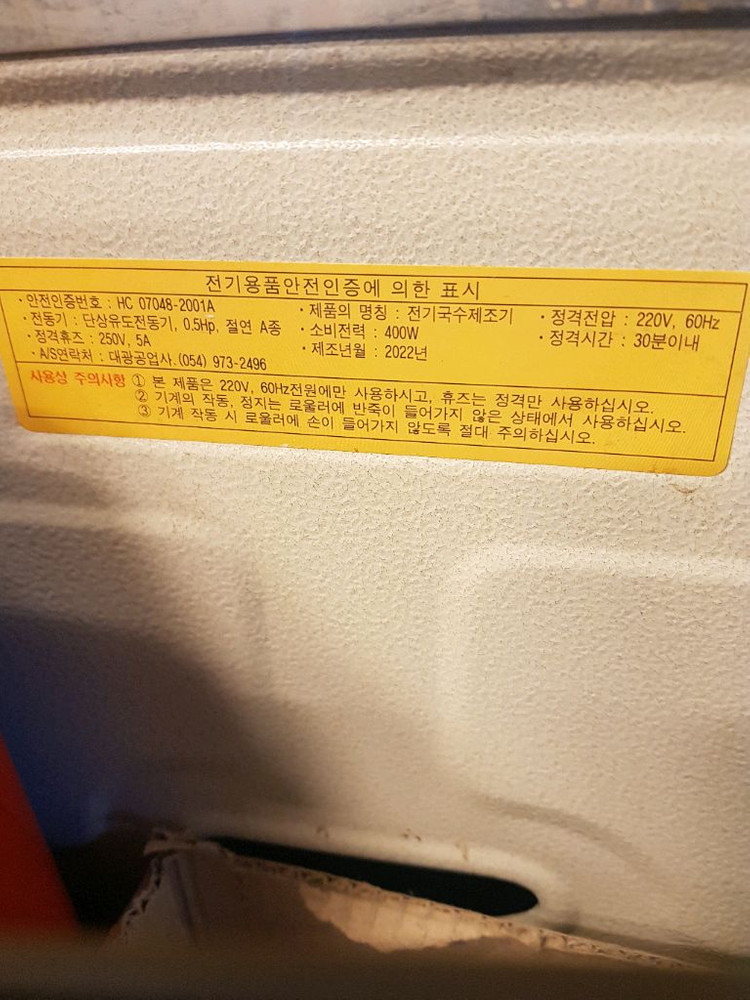 전기용품안전인증에 의한 표시
· 안전인증번호 : HC 07048-2001A · 제품의 명칭 : 전기국수제조기 · 정격전압 : 220V, 60Hz
· 전동기 : 단상유도전동기, 0.5Hp, 절연 A종 · 소비전력 : 400W · 정격시간 : 30분이내
· 정격휴즈 : 250V, 5A · 제조년월 : 2022년
· A/S연락처 : 대광공업사, (054) 973-2496
사용상 주의사항 ① 본 제품은 220V, 60Hz전원에만 사용하시고, 휴즈는 정격만 사용하십시오.
② 기계의 작동, 정지는 로울러에 반죽이 들어가지 않은 상태에서 사용하십시오.
③ 기계 작동 시 로울러에 손이 들어가지 않도록 절대 주의하십시오.